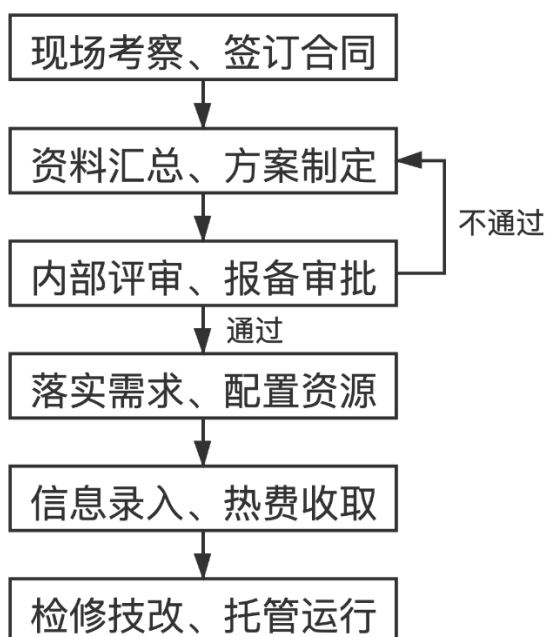 现场考察、签订合同
资料汇总、方案制定
不通过
内部评审、报备审批
通过
落实需求、配置资源
信息录入、热费收取
检修技改、托管运行